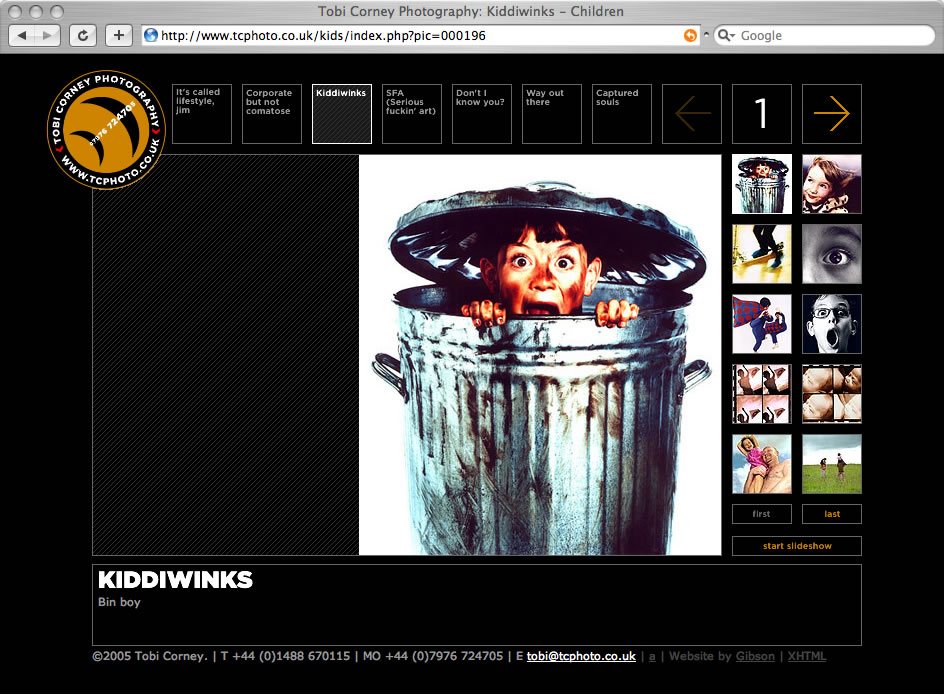 Tobi Corney Photography: Kiddiwinks – Children
http://www.tcphoto.co.uk/kids/index.php?pic=000196
Google
TOBI CORNEY PHOTOGRAPHY
07976 724705
WWW.TCPHOTO.CO.UK
It's called
lifestyle,
jim
Corporate
but not
comatose
Kiddiwinks
SFA
(Serious
fuckin' art)
Don't I
know you?
Way out
there
Captured
souls
1
first
last
start slideshow
KIDDIWINKS
Bin boy
©2005 Tobi Corney. | T +44 (0)1488 670115 | MO +44 (0)7976 724705 | E tobi@tcphoto.co.uk | a | Website by Gibson | XHTML